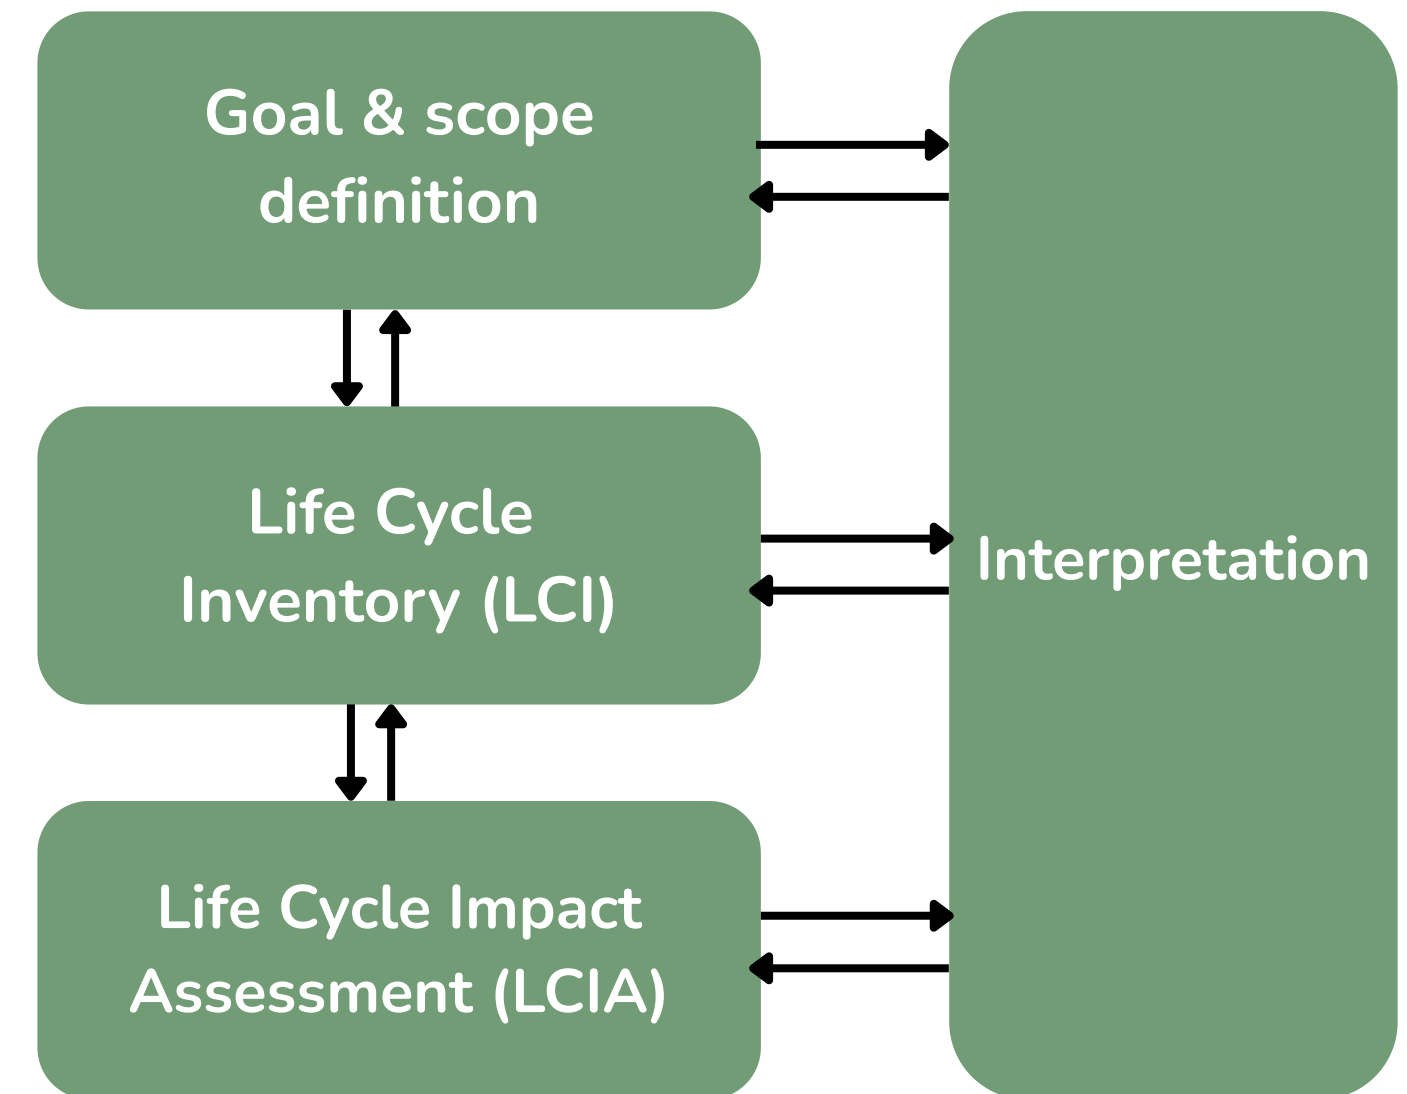 Goal & scope
definition
Life Cycle
Inventory (LCI)
Interpretation
Life Cycle Impact
Assessment (LCIA)